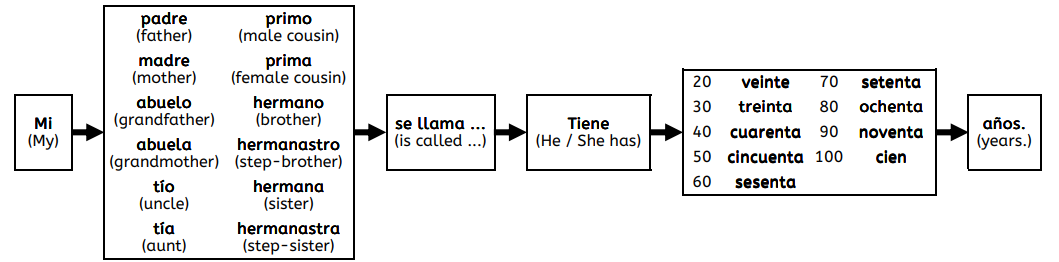 Mi
(My)
padre primo
(father) (male cousin)
madre prima
(mother) (female cousin)
abuelo hermano
(grandfather) (brother)
abuela hermanastro
(grandmother) (step-brother)
tío hermana
(uncle) (sister)
tía hermanastra
(aunt) (step-sister)
se llama ...
(is called ...)
Tiene
(He / She has)
20 veinte 70 setenta
30 treinta 80 ochenta
40 cuarenta 90 noventa
50 cincuenta 100 cien
60 sesenta
años.
(years.)